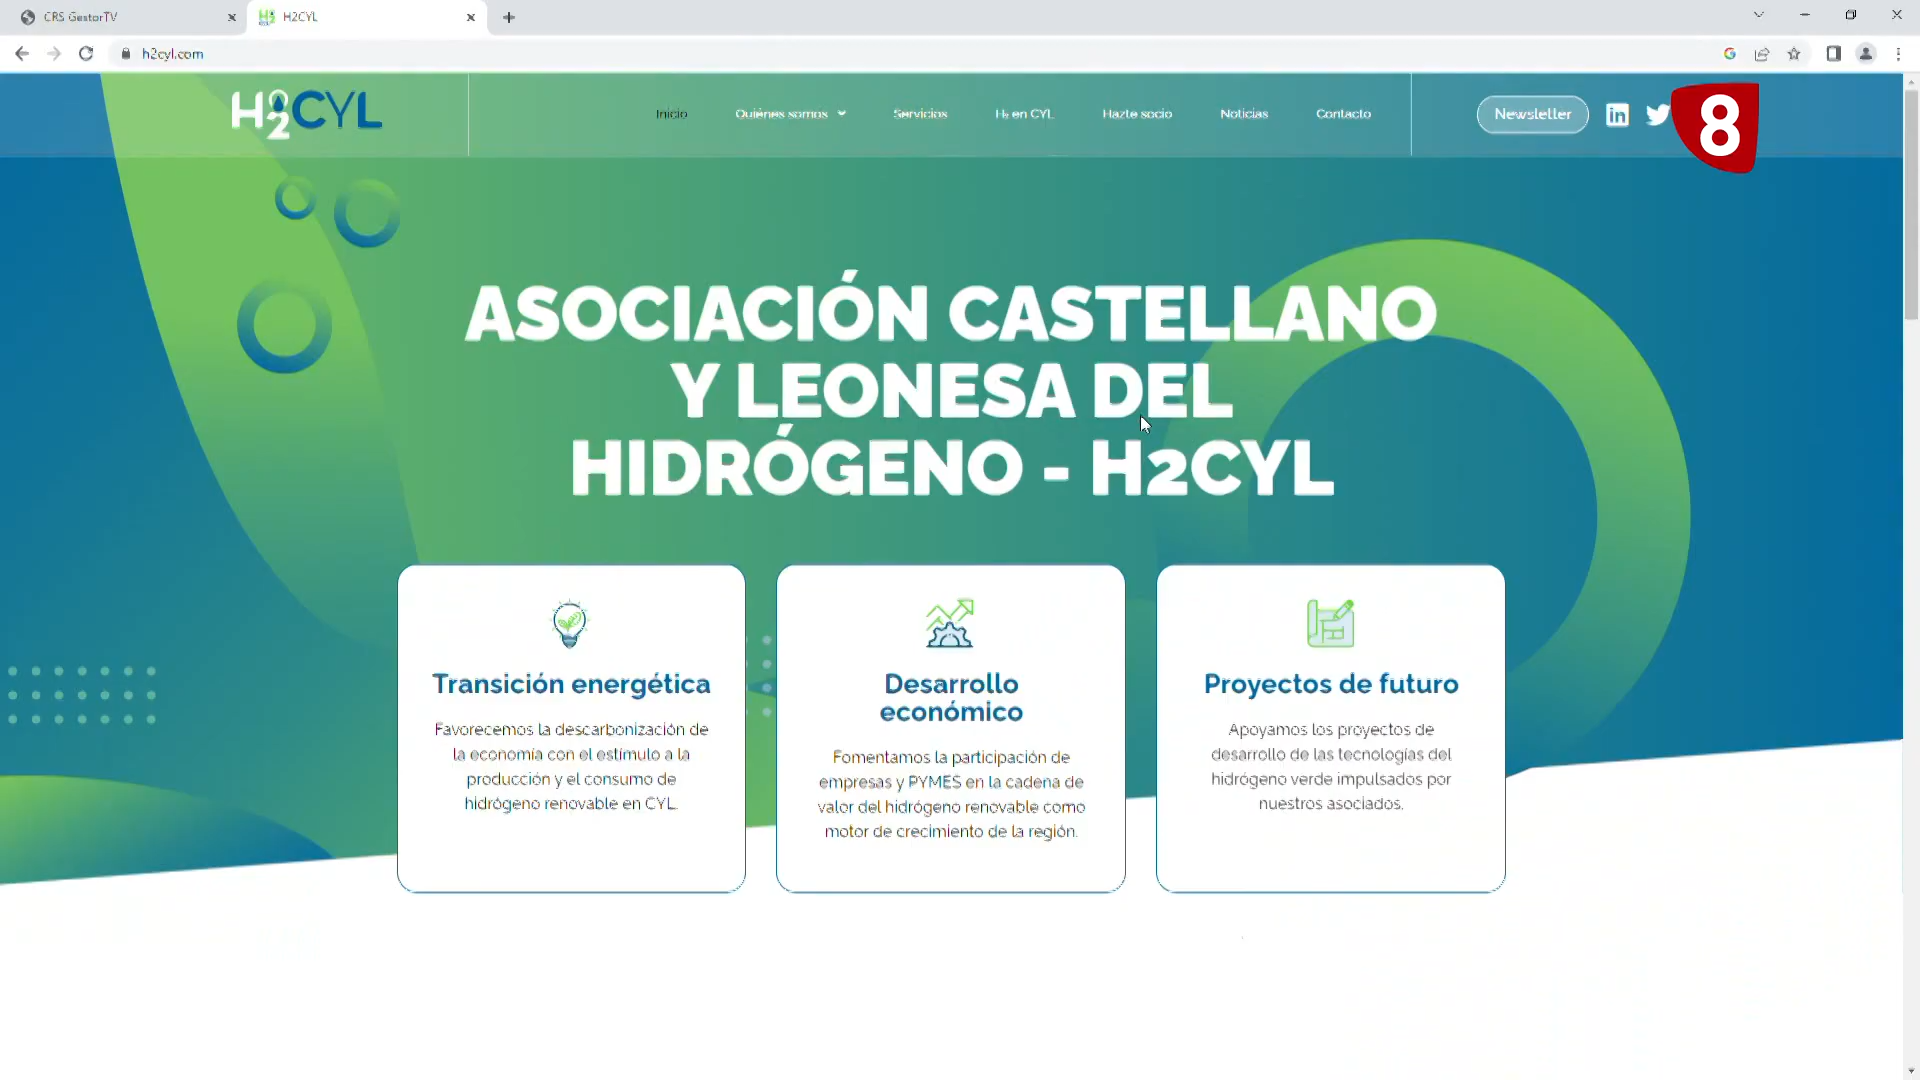 CRS GestorTV
H2CYL
h2cyl.com
H2CYL
Inicio
Quiénes somos
Servicios
H₂ en CYL
Hazte socio
Noticias
Contacto
Newsletter
in
8
ASOCIACIÓN CASTELLANO
Y LEONESA DEL
HIDRÓGENO - H2CYL
Transición energética
Favorecemos la descarbonización de
la economía con el estímulo a la
producción y el consumo de
hidrógeno renovable en CYL.
Desarrollo
económico
Fomentamos la participación de
empresas y PYMES en la cadena de
valor del hidrógeno renovable como
motor de crecimiento de la región.
Proyectos de futuro
Apoyamos los proyectos de
desarrollo de las tecnologías del
hidrógeno verde impulsados por
nuestros asociados.